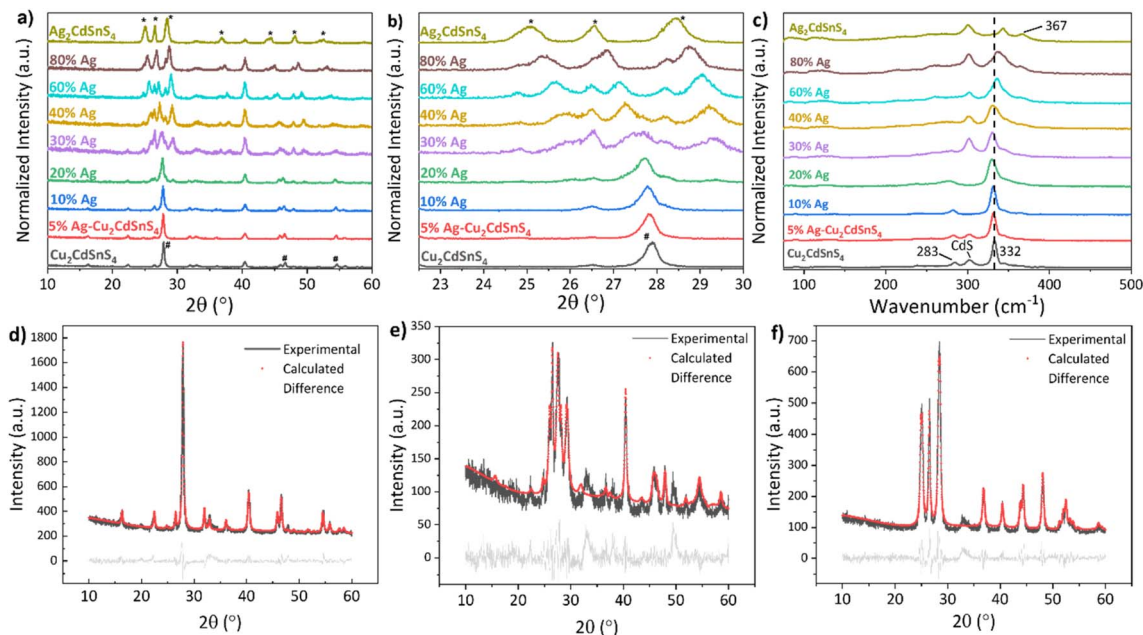 a)
Normalized Intensity (a.u.)
* * * * * * *
Ag₂CdSnS₄
80% Ag
60% Ag
40% Ag
30% Ag
20% Ag
10% Ag
5% Ag-Cu₂CdSnS₄
Cu₂CdSnS₄
# # #
10 20 30 40 50 60
2θ (°)
b)
Normalized Intensity (a.u.)
* * *
Ag₂CdSnS₄
80% Ag
60% Ag
40% Ag
30% Ag
20% Ag
10% Ag
5% Ag-Cu₂CdSnS₄
#
Cu₂CdSnS₄
23 24 25 26 27 28 29 30
2θ (°)
c)
Normalized Intensity (a.u.)
Ag₂CdSnS₄
367
80% Ag
60% Ag
40% Ag
30% Ag
20% Ag
10% Ag
5% Ag-Cu₂CdSnS₄
283 CdS 332
Cu₂CdSnS₄
100 200 300 400 500
Wavenumber (cm⁻¹)
d)
Intensity (a.u.)
1800
1600
1400
1200
1000
800
600
400
200
0
Experimental
Calculated
Difference
10 20 30 40 50 60
2θ (°)
e)
Intensity (a.u.)
350
300
250
200
150
100
50
0
Experimental
Calculated
Difference
10 20 30 40 50 60
2θ (°)
f)
Intensity (a.u.)
700
600
500
400
300
200
100
0
Experimental
Calculated
Difference
10 20 30 40 50 60
2θ (°)